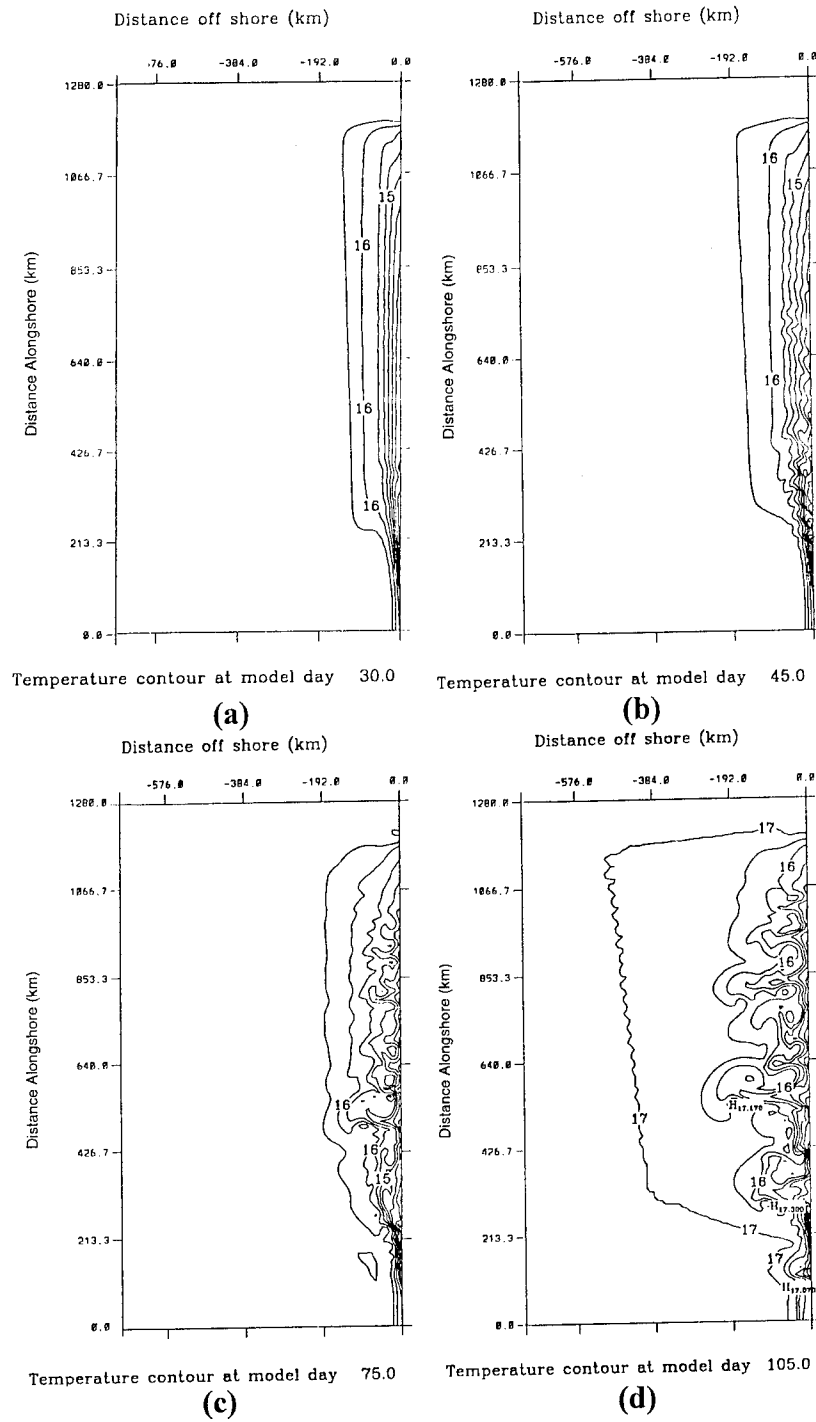 Distance off shore (km)
76.0 -384.0 -192.0 0.0
1280.0
1066.7
853.3
640.0
426.7
213.3
0.0
Distance Alongshore (km)
15
16
16
16
Temperature contour at model day 30.0
(a)
Distance off shore (km)
-576.0 -384.0 -192.0 0.0
1280.0
1066.7
853.3
640.0
426.7
213.3
0.0
Distance Alongshore (km)
16
15
16
Temperature contour at model day 45.0
(b)
Distance off shore (km)
-576.0 -384.0 -192.0 0.0
1280.0
1066.7
853.3
640.0
426.7
213.3
0.0
Distance Alongshore (km)
16
16
15
Temperature contour at model day 75.0
(c)
Distance off shore (km)
-576.0 -384.0 -192.0 0.0
1280.0
1066.7
853.3
640.0
426.7
213.3
0.0
Distance Alongshore (km)
17
16
16
16
H17.170
17
16
H17.300
17
17
Temperature contour at model day 105.0
(d)